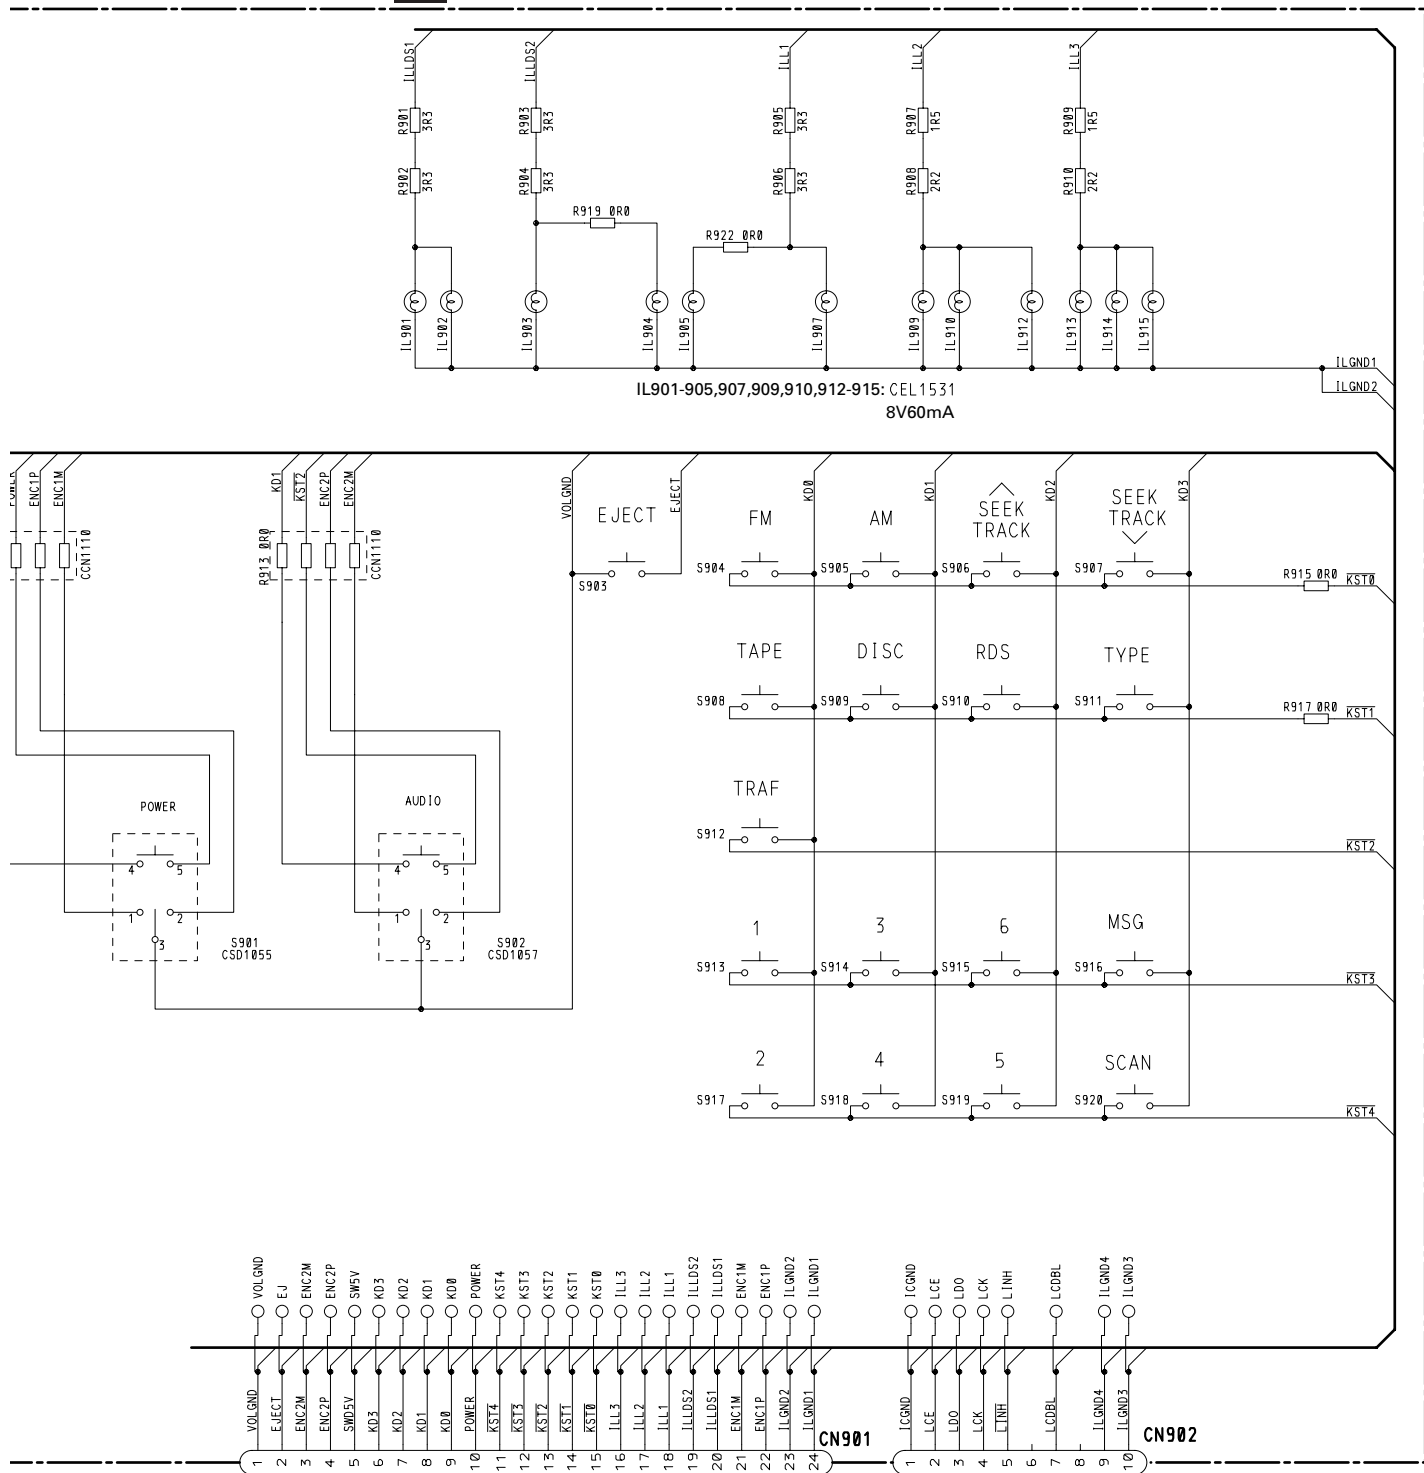 ILLDS1
ILLDS2
ILL1
ILL2
ILL3
R901 3R3
R903 3R3
R905 3R3
R907 1R5
R909 1R5
R902 3R3
R904 3R3
R906 3R3
R908 2R2
R910 2R2
R919 0R0
R922 0R0
IL901
IL902
IL903
IL904
IL905
IL907
IL909
IL910
IL912
IL913
IL914
IL915
ILGND1
ILGND2
IL901-905,907,909,910,912-915: CEL1531
8V60mA
ENC1P
ENC1M
KD1
KST2
ENC2P
ENC2M
VOLGND
EJECT
KD0
KD1
KD2
KD3
CCN1110
R913 0R0
CCN1110
EJECT
FM
AM
SEEK
TRACK
SEEK
TRACK
S903
S904
S905
S906
S907
R915 0R0
KST0
TAPE
DISC
RDS
TYPE
S908
S909
S910
S911
R917 0R0
KST1
TRAF
S912
KST2
POWER
AUDIO
4 5
1 2
3
S901
CSD1055
4 5
1 2
3
S902
CSD1057
1
3
6
MSG
S913
S914
S915
S916
KST3
2
4
5
SCAN
S917
S918
S919
S920
KST4
VOLGND
EJ
ENC2M
ENC2P
SW5V
KD3
KD2
KD1
KD0
POWER
KST4
KST3
KST2
KST1
KST0
ILL3
ILL2
ILL1
ILLDS2
ILLDS1
ENC1M
ENC1P
ILGND2
ILGND1
ICGND
LCE
LDO
LCK
LINH
LCDBL
ILGND4
ILGND3
VOLGND
EJECT
ENC2M
ENC2P
SWD5V
KD3
KD2
KD1
KD0
POWER
KST4
KST3
KST2
KST1
KST0
ILL3
ILL2
ILL1
ILLDS2
ILLDS1
ENC1M
ENC1P
ILGND2
ILGND1
CN901
ICGND
LCE
LDO
LCK
LINH
LCDBL
ILGND4
ILGND3
CN902
1 2 3 4 5 6 7 8 9 10 11 12 13 14 15 16 17 18 19 20 21 22 23 24
1 2 3 4 5 6 7 8 9 10